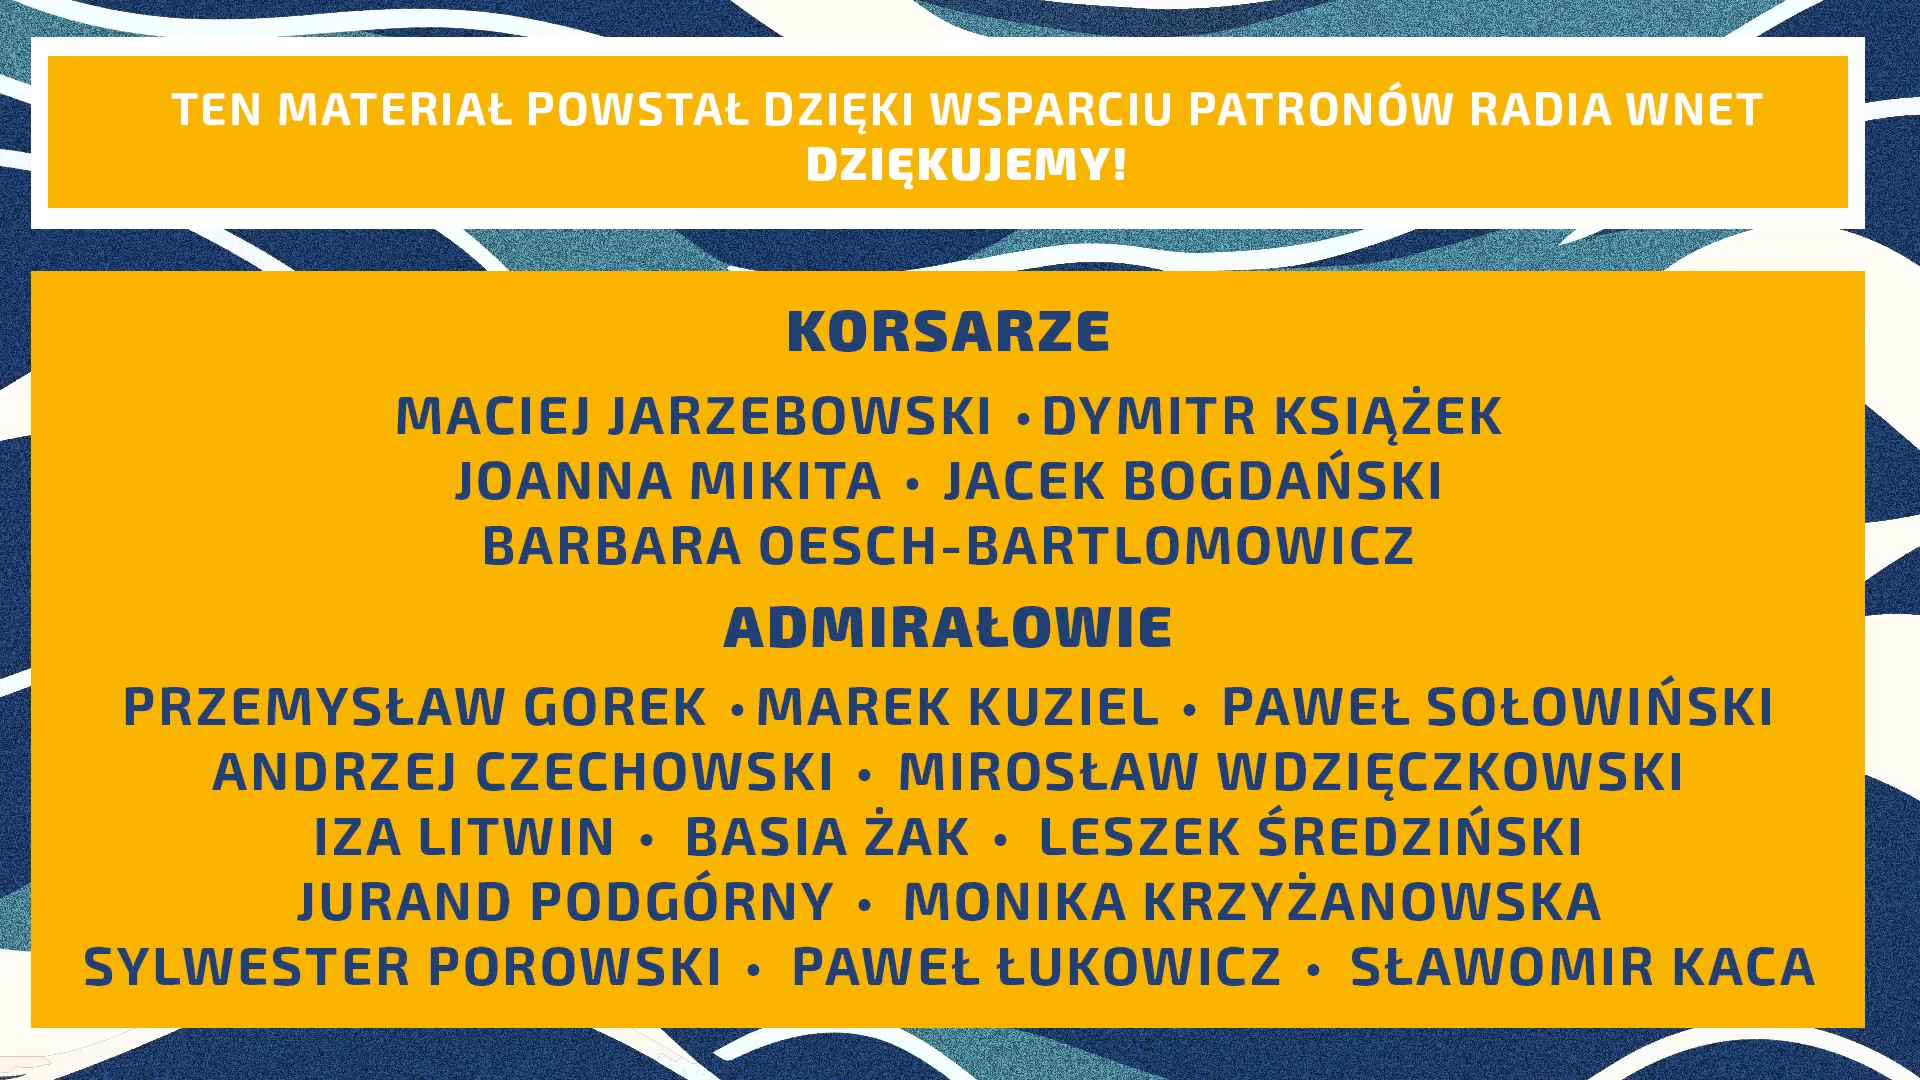 TEN MATERIAŁ POWSTAŁ DZIĘKI WSPARCIU PATRONÓW RADIA WNET
DZIĘKUJEMY!
KORSARZE
MACIEJ JARZEBOWSKI • DYMITR KSIĄŻEK
JOANNA MIKITA • JACEK BOGDAŃSKI
BARBARA OESCH-BARTLOMOWICZ
ADMIRAŁOWIE
PRZEMYSŁAW GOREK • MAREK KUZIEL • PAWEŁ SOŁOWIŃSKI
ANDRZEJ CZECHOWSKI • MIROSŁAW WDZIĘCZKOWSKI
IZA LITWIN • BASIA ŻAK • LESZEK ŚREDZIŃSKI
JURAND PODGÓRNY • MONIKA KRZYŻANOWSKA
SYLWESTER POROWSKI • PAWEŁ ŁUKOWICZ • SŁAWOMIR KACA